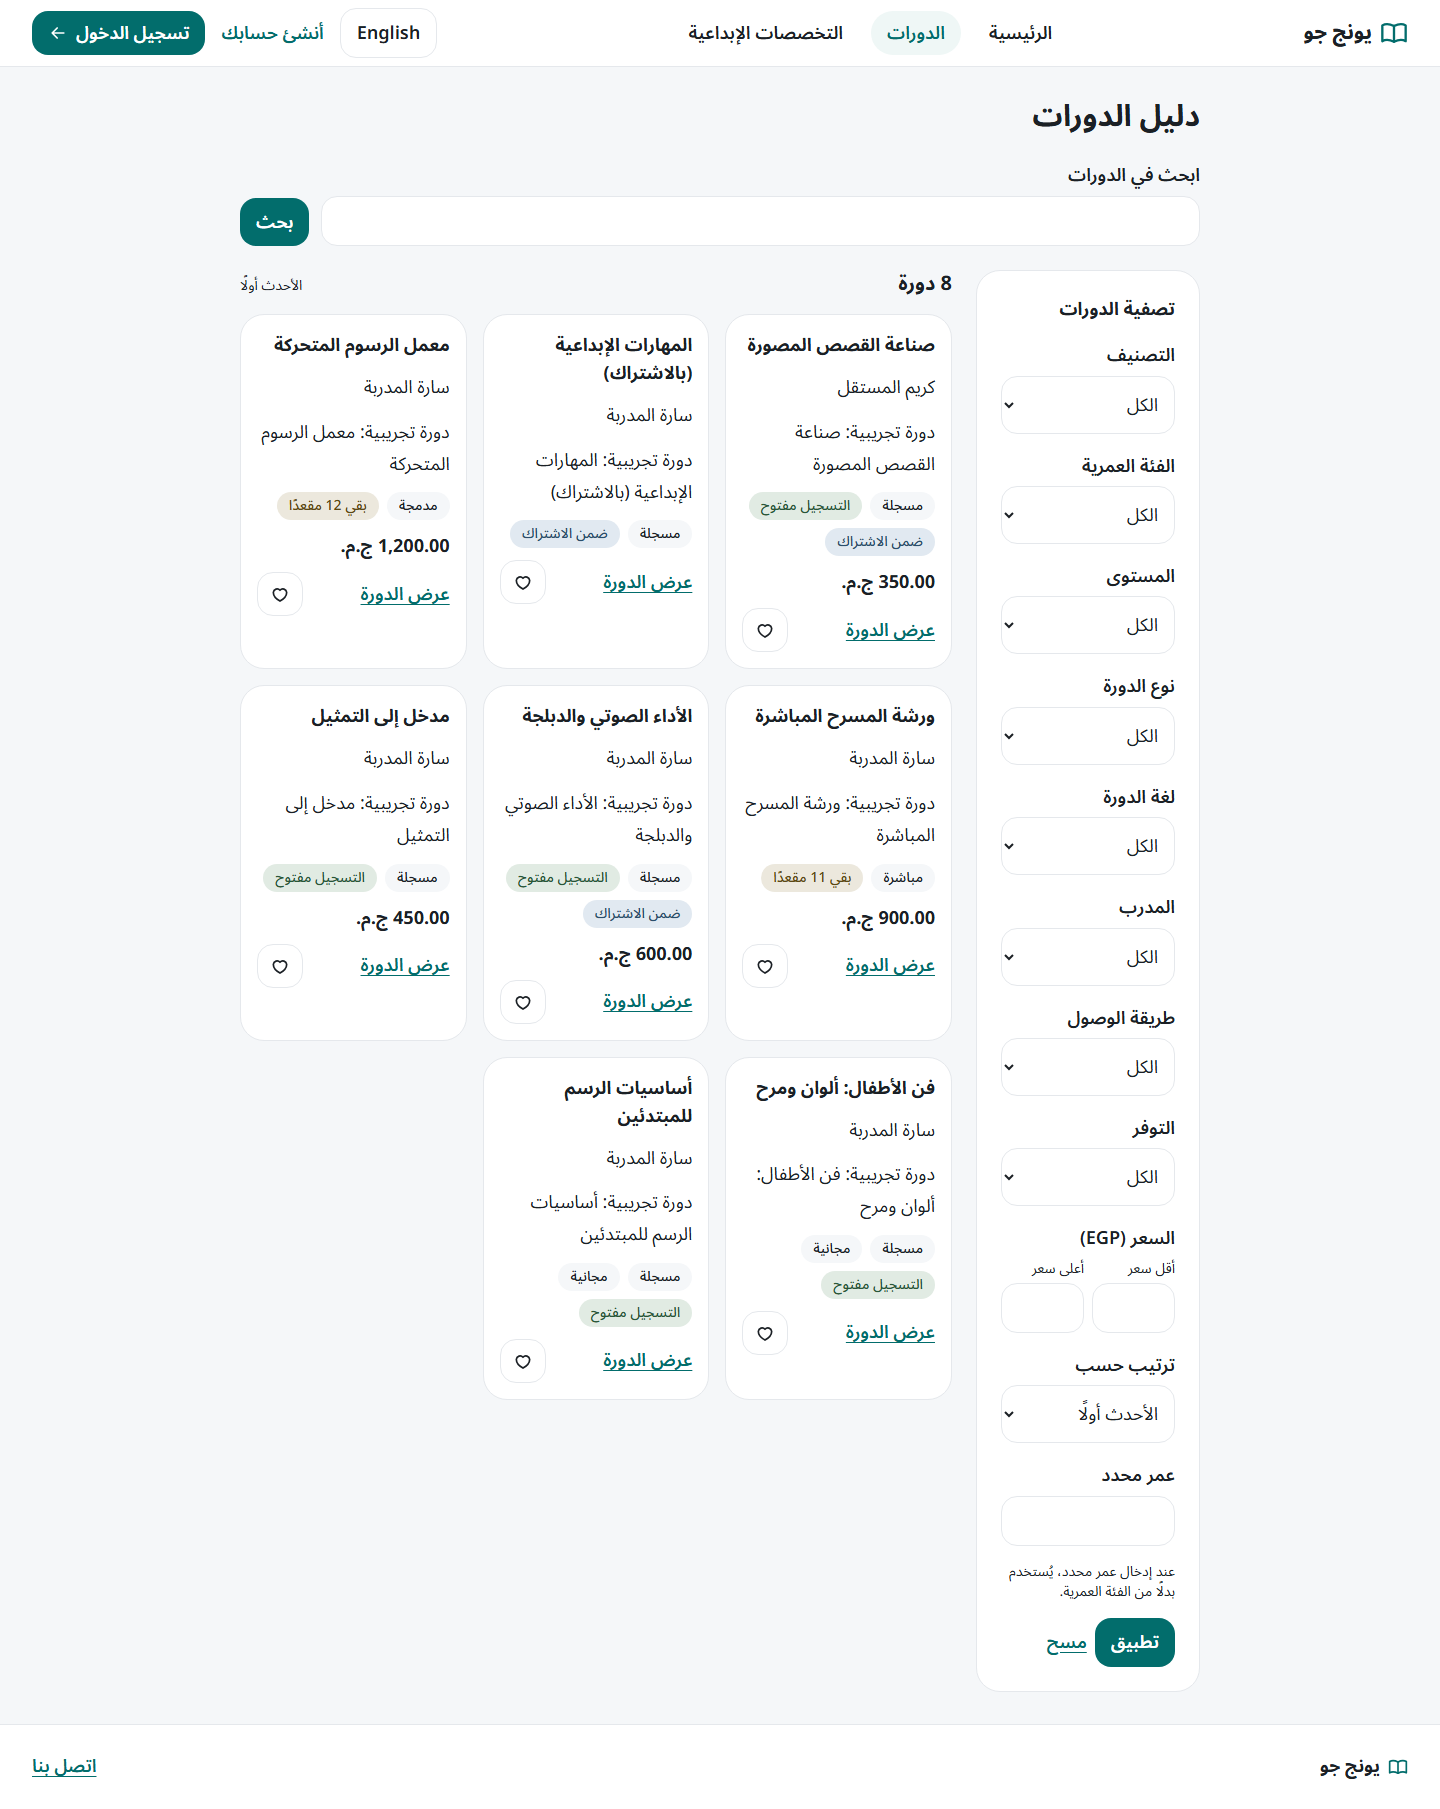 يونج جو
الرئيسية
الدورات
التخصصات الإبداعية
English
أنشئ حسابك
تسجيل الدخول ←
دليل الدورات
ابحث في الدورات
بحث
تصفية الدورات
التصنيف
الكل
الفئة العمرية
الكل
المستوى
الكل
نوع الدورة
الكل
لغة الدورة
الكل
المدرب
الكل
طريقة الوصول
الكل
التوفر
الكل
السعر (EGP)
أقل سعر
أعلى سعر
ترتيب حسب
الأحدث أولًا
عمر محدد
عند إدخال عمر محدد، يُستخدم
بدلًا من الفئة العمرية.
تطبيق
مسح
8 دورة
الأحدث أولًا
صناعة القصص المصورة
كريم المستقل
دورة تجريبية: صناعة
القصص المصورة
مسجلة
التسجيل مفتوح
ضمن الاشتراك
350.00 ج.م.
عرض الدورة
المهارات الإبداعية
(بالاشتراك)
سارة المدربة
دورة تجريبية: المهارات
الإبداعية (بالاشتراك)
مسجلة
ضمن الاشتراك
عرض الدورة
معمل الرسوم المتحركة
سارة المدربة
دورة تجريبية: معمل الرسوم
المتحركة
مدمجة
بقي 12 مقعدًا
1,200.00 ج.م.
عرض الدورة
ورشة المسرح المباشرة
سارة المدربة
دورة تجريبية: ورشة المسرح
المباشرة
مباشرة
بقي 11 مقعدًا
900.00 ج.م.
عرض الدورة
الأداء الصوتي والدبلجة
سارة المدربة
دورة تجريبية: الأداء الصوتي
والدبلجة
مسجلة
التسجيل مفتوح
ضمن الاشتراك
600.00 ج.م.
عرض الدورة
مدخل إلى التمثيل
سارة المدربة
دورة تجريبية: مدخل إلى
التمثيل
مسجلة
التسجيل مفتوح
450.00 ج.م.
عرض الدورة
فن الأطفال: ألوان ومرح
سارة المدربة
دورة تجريبية: فن الأطفال:
ألوان ومرح
مسجلة
مجانية
التسجيل مفتوح
عرض الدورة
أساسيات الرسم
للمبتدئين
سارة المدربة
دورة تجريبية: أساسيات
الرسم للمبتدئين
مسجلة
مجانية
التسجيل مفتوح
عرض الدورة
يونج جو
اتصل بنا